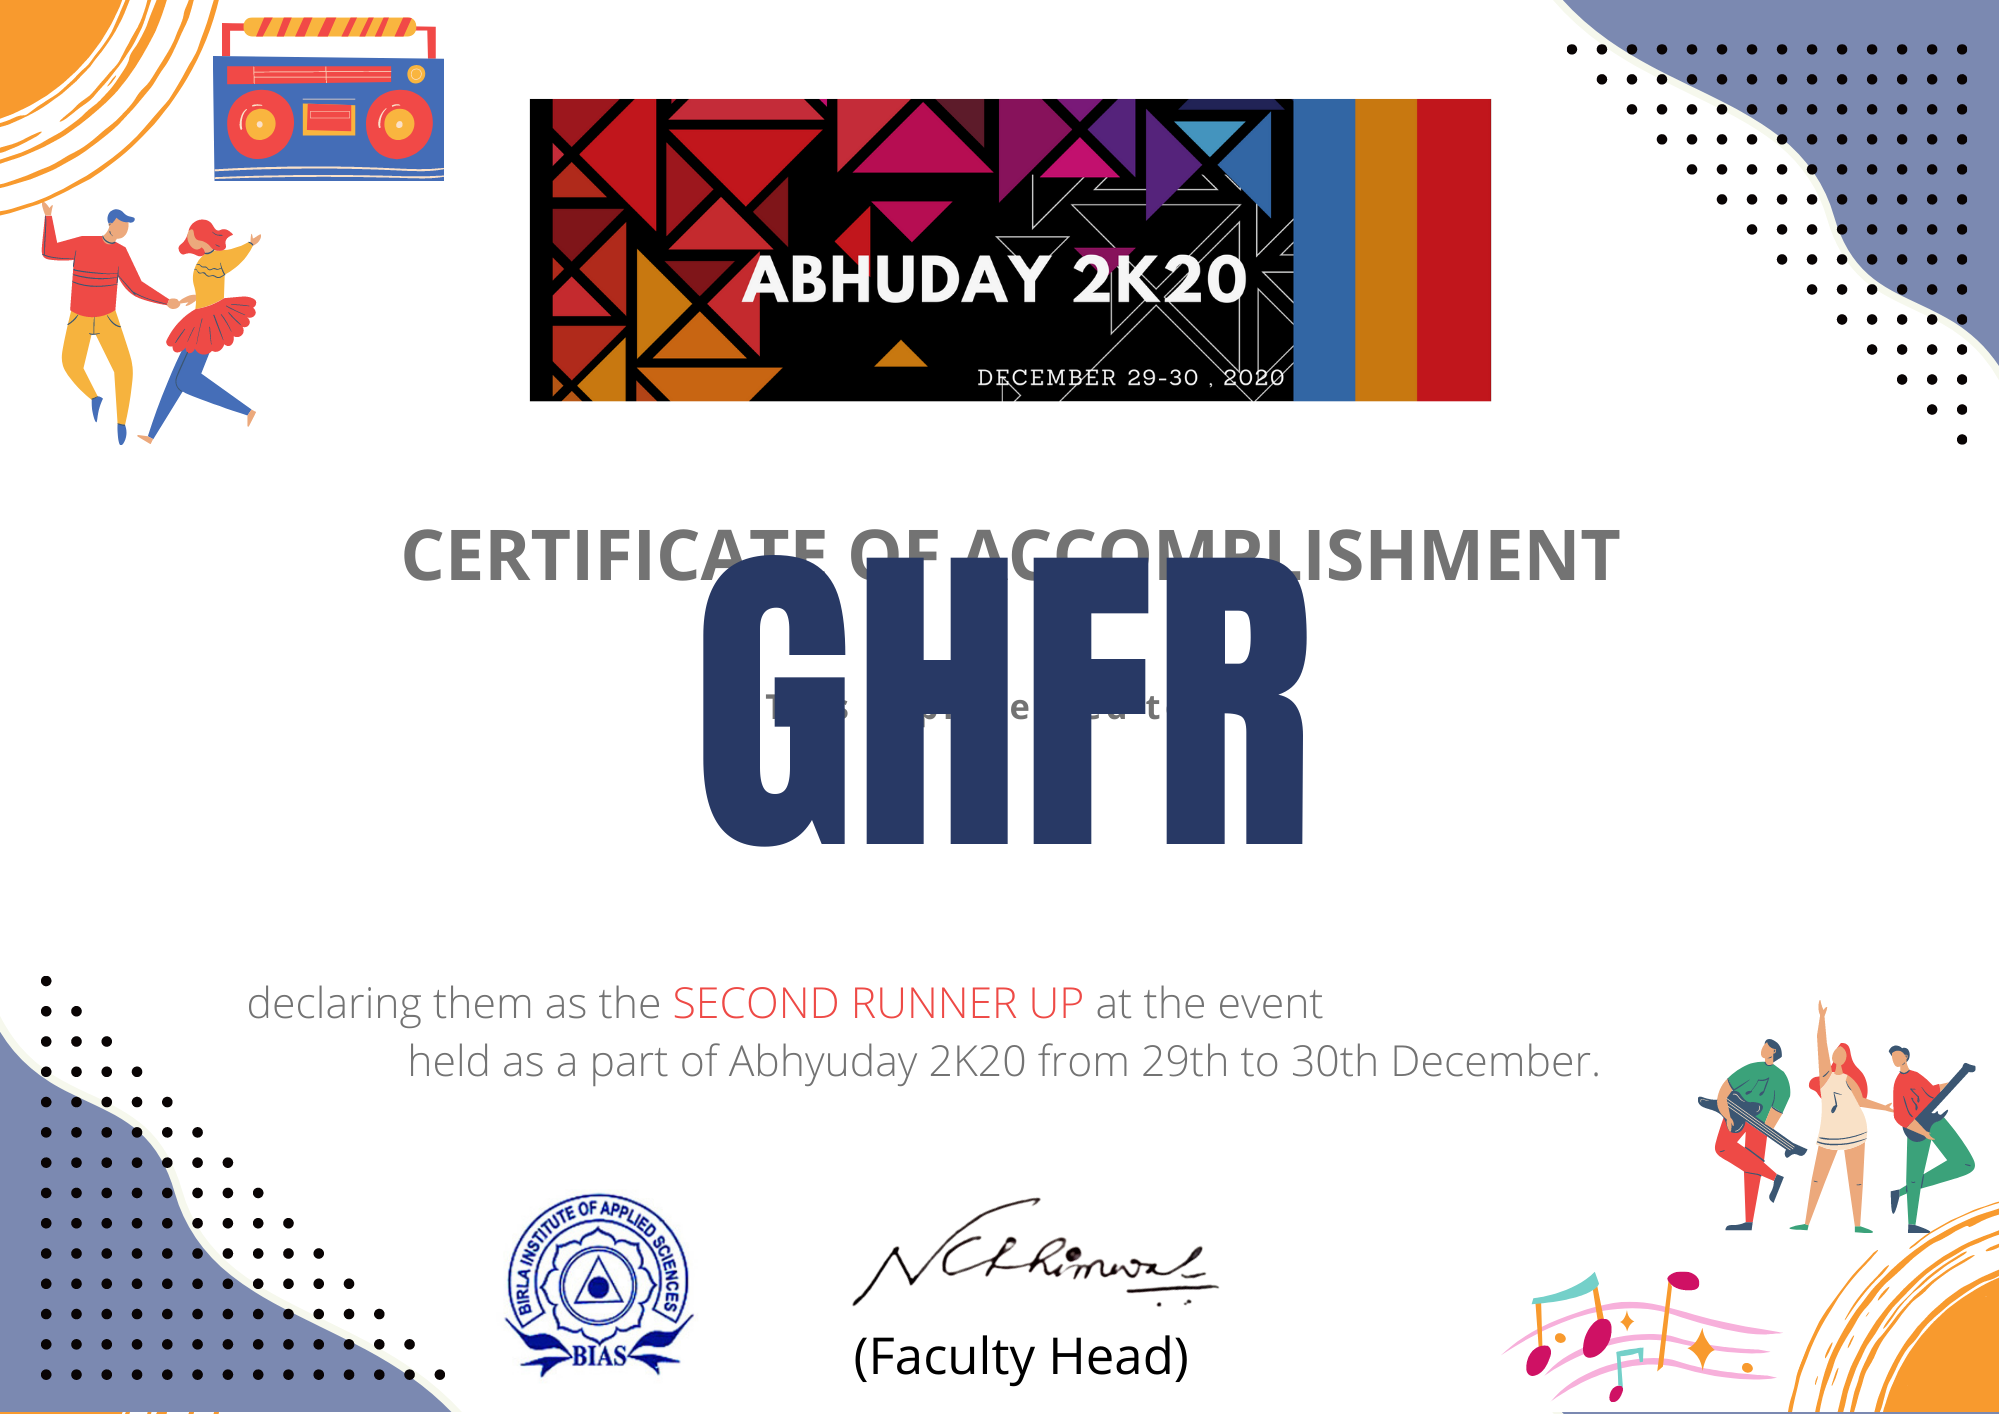 ABHUDAY 2K20
DECEMBER 29-30 , 2020
CERTIFICATE OF ACCOMPLISHMENT
GHFR
declaring them as the SECOND RUNNER UP at the event
held as a part of Abhyuday 2K20 from 29th to 30th December.
BIRLA INSTITUTE OF APPLIED SCIENCES
BIAS
(Faculty Head)